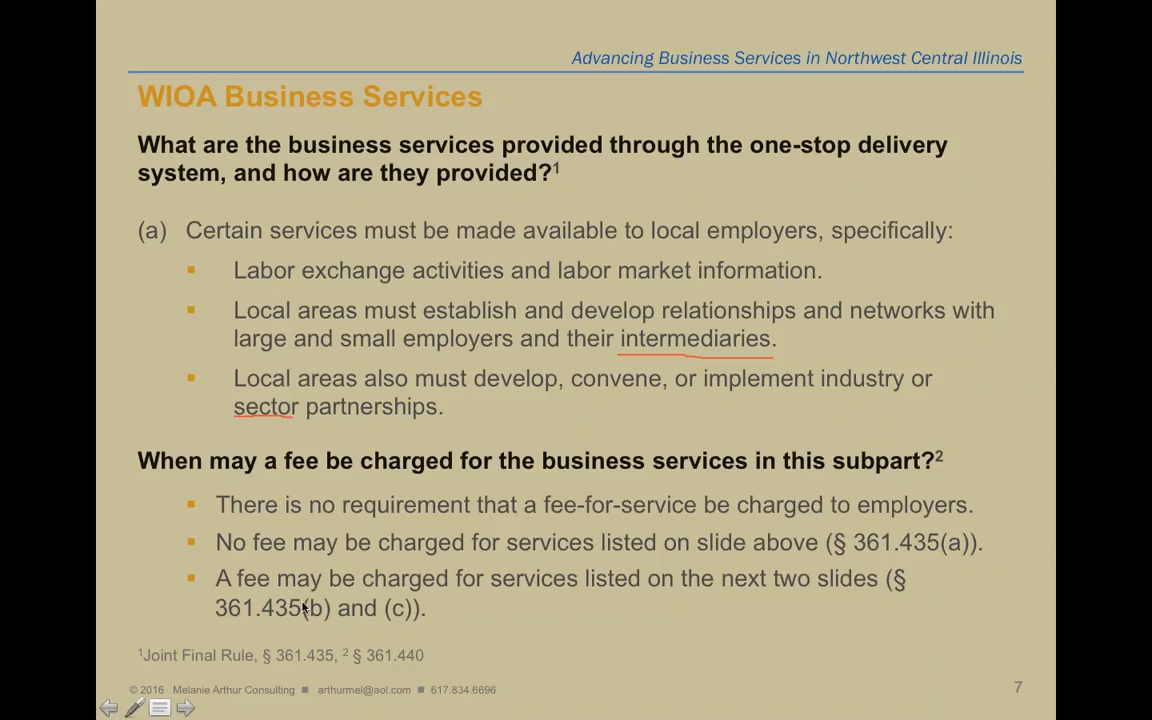 Advancing Business Services in Northwest Central Illinois
WIOA Business Services
What are the business services provided through the one-stop delivery
system, and how are they provided?1
(a) Certain services must be made available to local employers, specifically:
Labor exchange activities and labor market information.
Local areas must establish and develop relationships and networks with
large and small employers and their intermediaries.
Local areas also must develop, convene, or implement industry or
sector partnerships.
When may a fee be charged for the business services in this subpart?2
There is no requirement that a fee-for-service be charged to employers.
No fee may be charged for services listed on slide above (§ 361.435(a)).
A fee may be charged for services listed on the next two slides (§
361.435(b) and (c)).
1Joint Final Rule, § 361.435, 2 § 361.440
© 2016 Melanie Arthur Consulting ■ arthurmel@aol.com ■ 617.834.6696
7